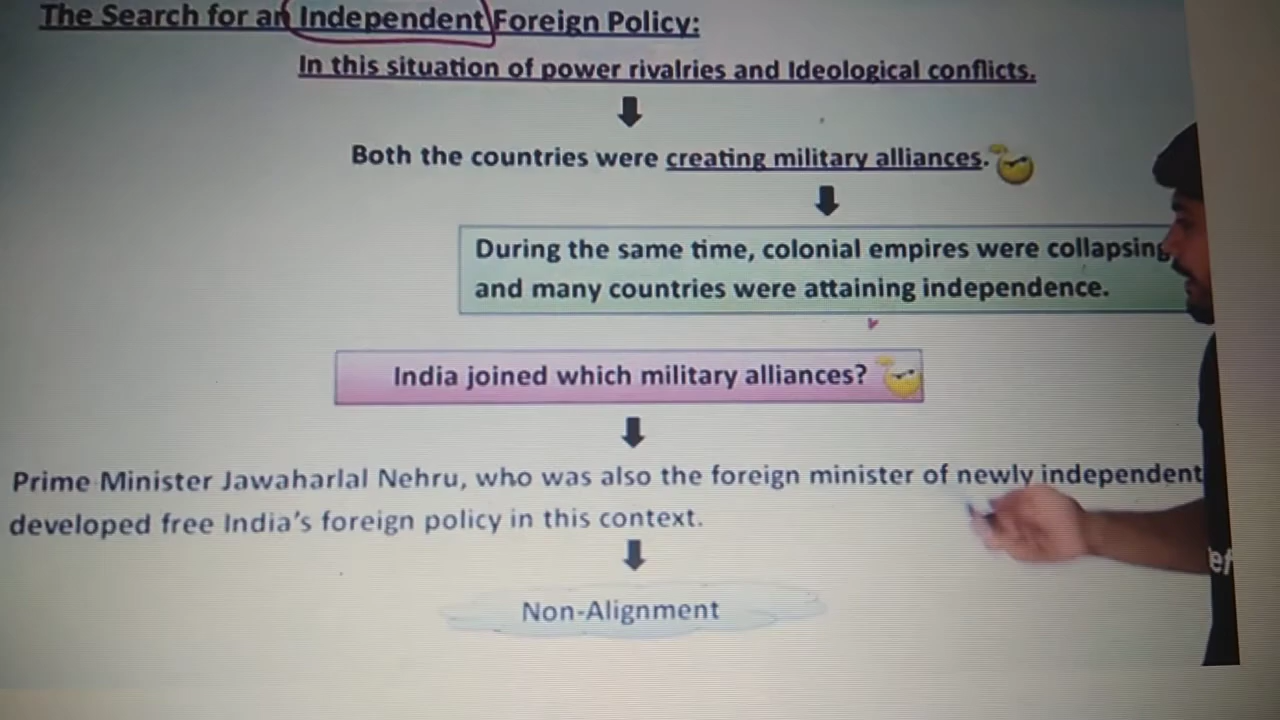 The Search for an Independent Foreign Policy:
In this situation of power rivalries and Ideological conflicts.
Both the countries were creating military alliances.
During the same time, colonial empires were collapsing
and many countries were attaining independence.
India joined which military alliances?
Prime Minister Jawaharlal Nehru, who was also the foreign minister of newly independent
developed free India's foreign policy in this context.
Non-Alignment